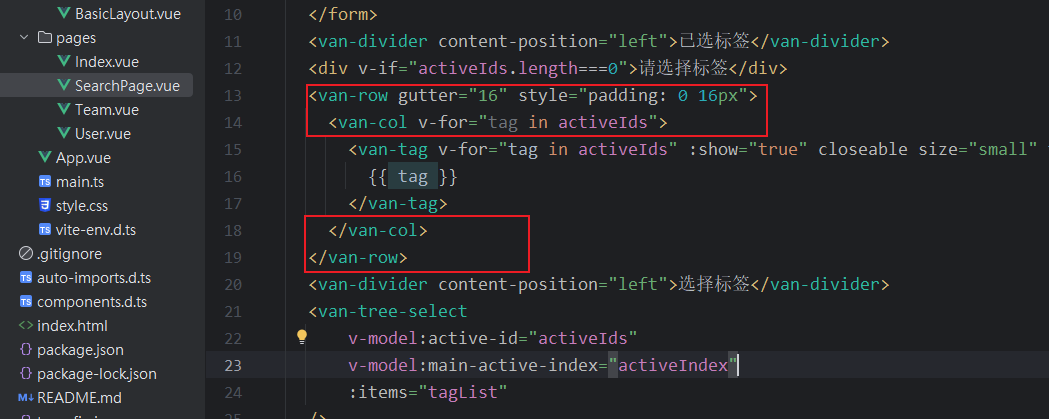 BasicLayout.vue
pages
Index.vue
SearchPage.vue
Team.vue
User.vue
App.vue
TS main.ts
style.css
TS vite-env.d.ts
.gitignore
TS auto-imports.d.ts
TS components.d.ts
<> index.html
{} package.json
{} package-lock.json
M↓ README.md
10 </form>
11 <van-divider content-position="left">已选标签</van-divider>
12 <div v-if="activeIds.length===0">请选择标签</div>
13 <van-row gutter="16" style="padding: 0 16px">
14 <van-col v-for="tag in activeIds">
15 <van-tag v-for="tag in activeIds" :show="true" closeable size="small"
16 {{ tag }}
17 </van-tag>
18 </van-col>
19 </van-row>
20 <van-divider content-position="left">选择标签</van-divider>
21 <van-tree-select
22 v-model:active-id="activeIds"
23 v-model:main-active-index="activeIndex"
24 :items="tagList"